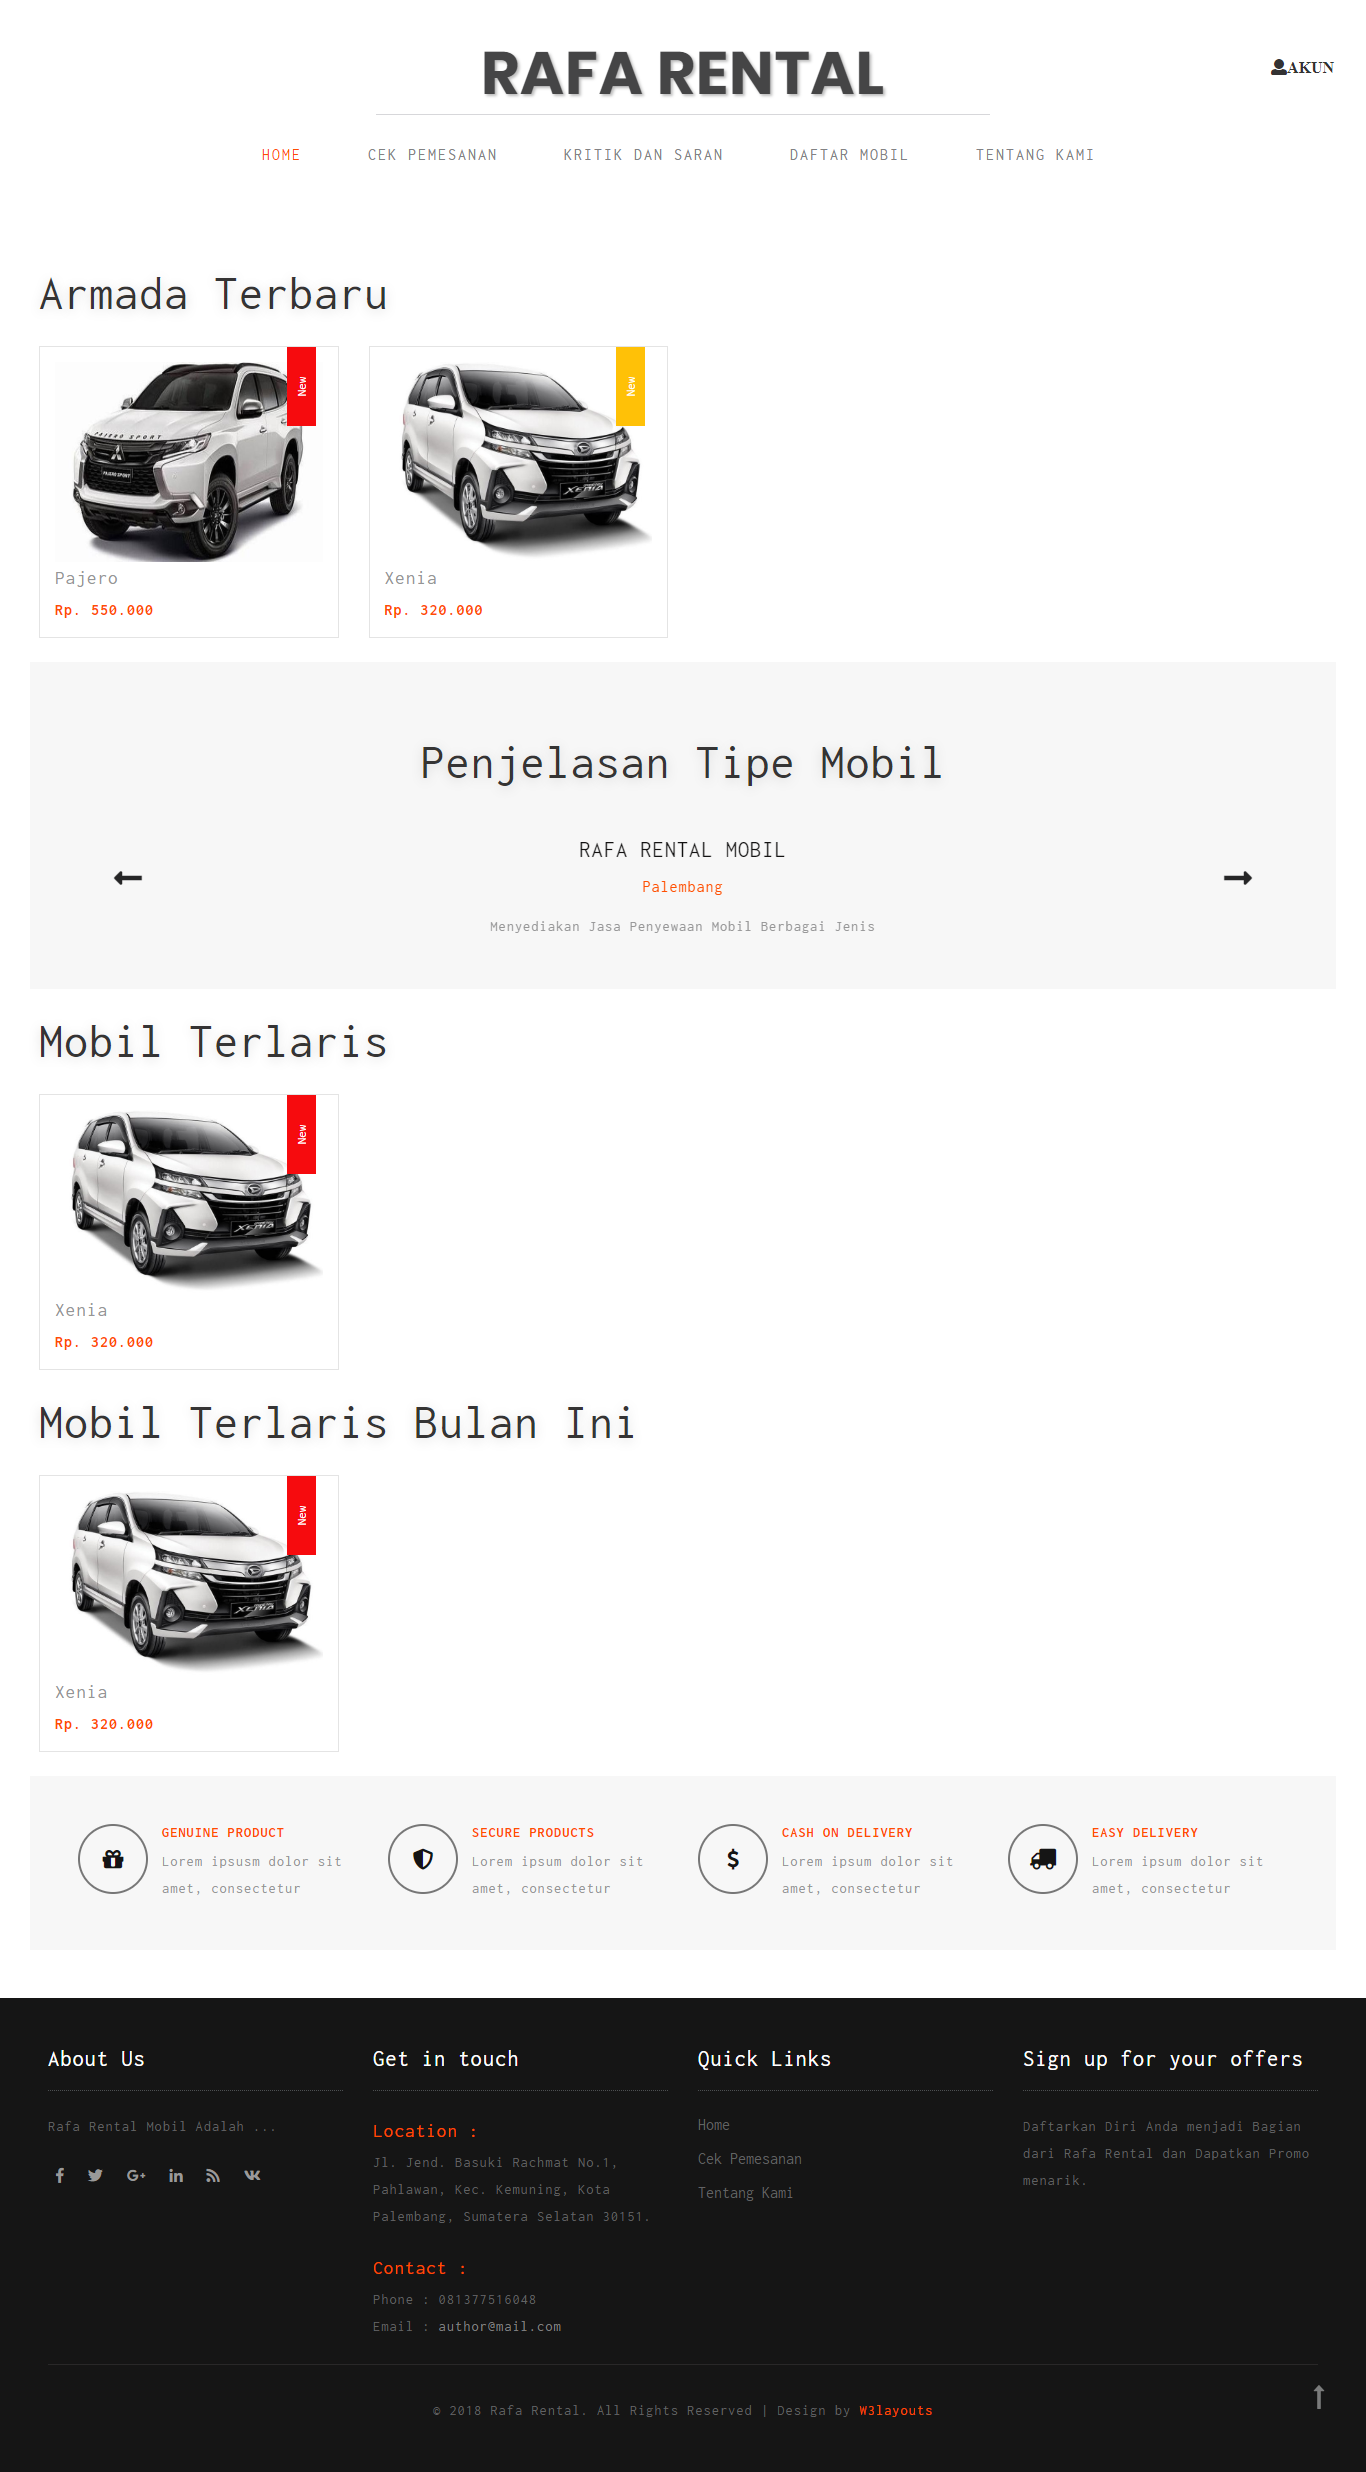 RAFA RENTAL
AKUN
HOME
CEK PEMESANAN
KRITIK DAN SARAN
DAFTAR MOBIL
TENTANG KAMI
Armada Terbaru
New
PAJERO SPORT
PAJERO SPORT
Pajero
Rp. 550.000
New
XENIA
Xenia
Rp. 320.000
Penjelasan Tipe Mobil
RAFA RENTAL MOBIL
Palembang
Menyediakan Jasa Penyewaan Mobil Berbagai Jenis
Mobil Terlaris
New
XENIA
Xenia
Rp. 320.000
Mobil Terlaris Bulan Ini
New
XENIA
Xenia
Rp. 320.000
GENUINE PRODUCT
Lorem ipsusm dolor sit
amet, consectetur
SECURE PRODUCTS
Lorem ipsum dolor sit
amet, consectetur
CASH ON DELIVERY
Lorem ipsum dolor sit
amet, consectetur
EASY DELIVERY
Lorem ipsum dolor sit
amet, consectetur
About Us
Rafa Rental Mobil Adalah ...
Get in touch
Location :
Jl. Jend. Basuki Rachmat No.1,
Pahlawan, Kec. Kemuning, Kota
Palembang, Sumatera Selatan 30151.
Contact :
Phone : 081377516048
Email : author@mail.com
Quick Links
Home
Cek Pemesanan
Tentang Kami
Sign up for your offers
Daftarkan Diri Anda menjadi Bagian
dari Rafa Rental dan Dapatkan Promo
menarik.
© 2018 Rafa Rental. All Rights Reserved | Design by W3layouts